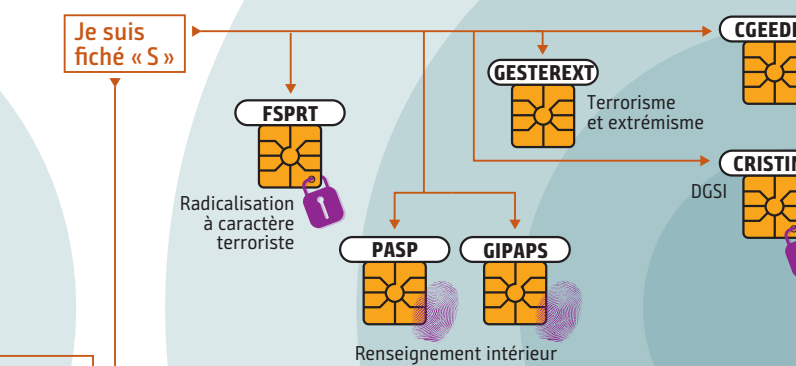 Je suis
fiché « S »
FSPRT
Radicalisation
à caractère
terroriste
PASP
GIPAPS
Renseignement intérieur
GESTEREXT
Terrorisme
et extrémisme
DGSI